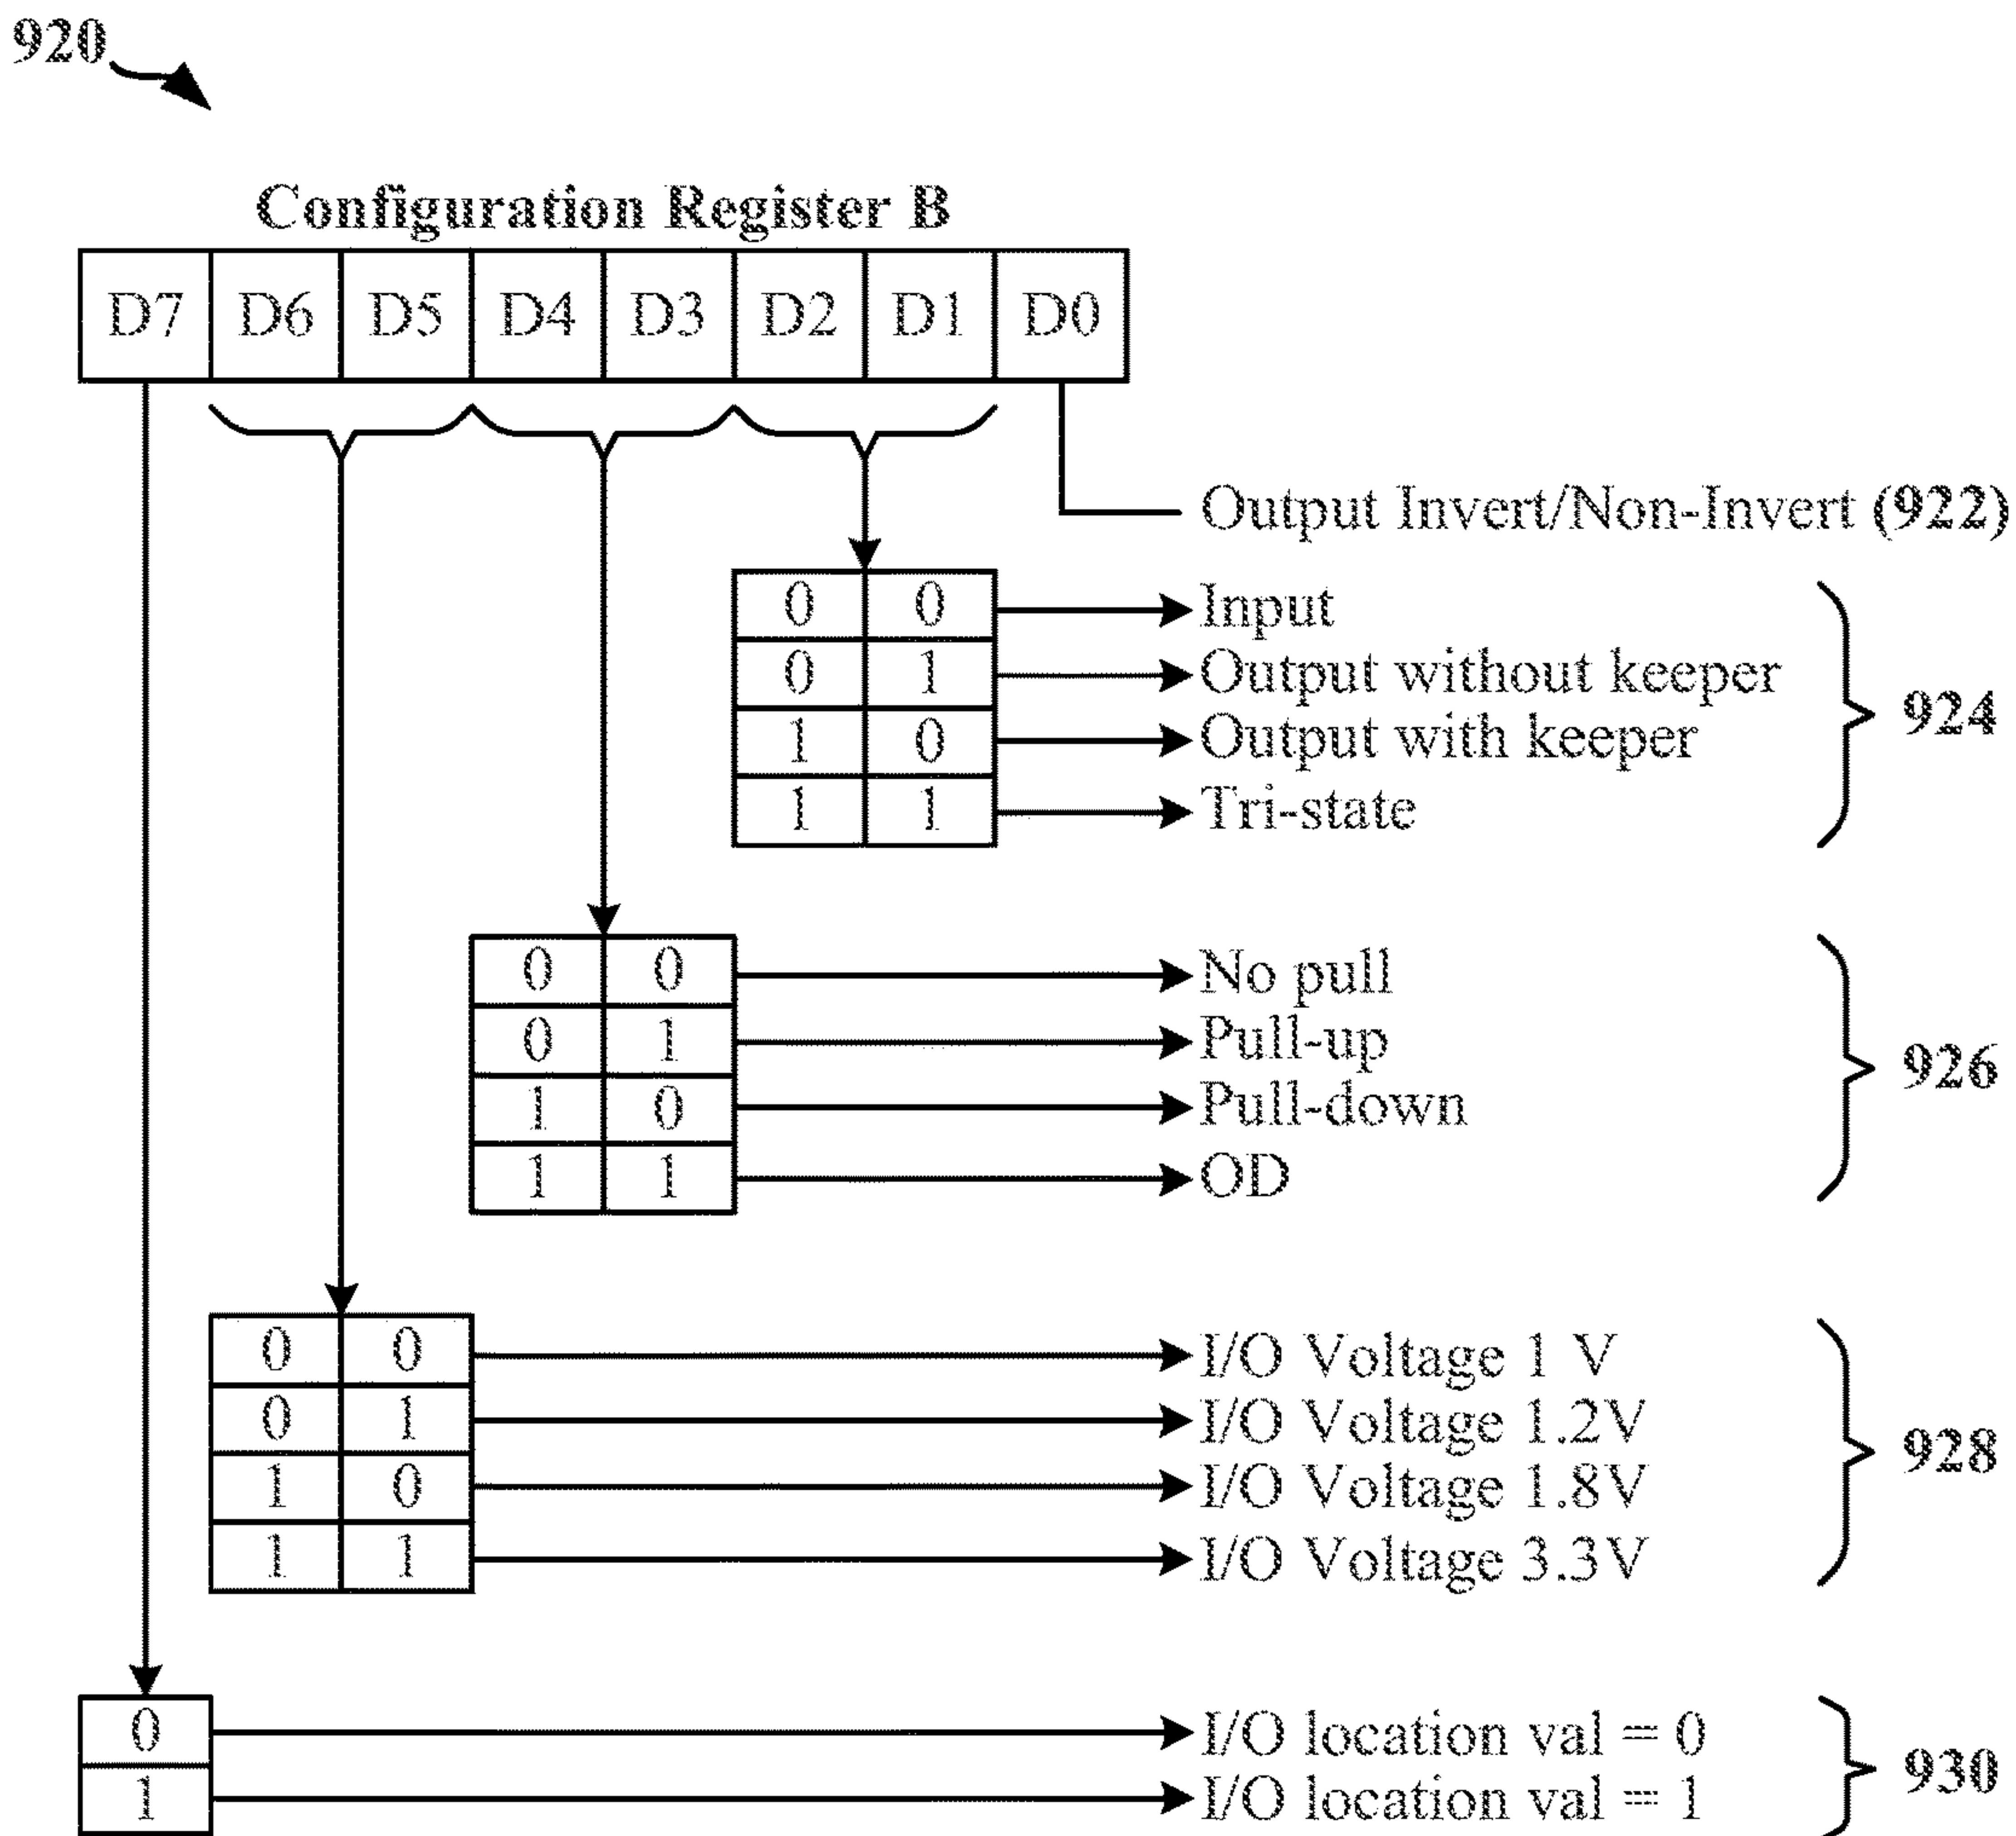 920
Configuration Register B
D7 D6 D5 D4 D3 D2 D1 D0
Output Invert/Non-Invert (922)
0 0 Input
0 1 Output without keeper
1 0 Output with keeper
1 1 Tri-state
924
0 0 No pull
0 1 Pull-up
1 0 Pull-down
1 1 OD
926
0 0 I/O Voltage 1 V
0 1 I/O Voltage 1.2V
1 0 I/O Voltage 1.8V
1 1 I/O Voltage 3.3V
928
0 I/O location val = 0
1 I/O location val = 1
930